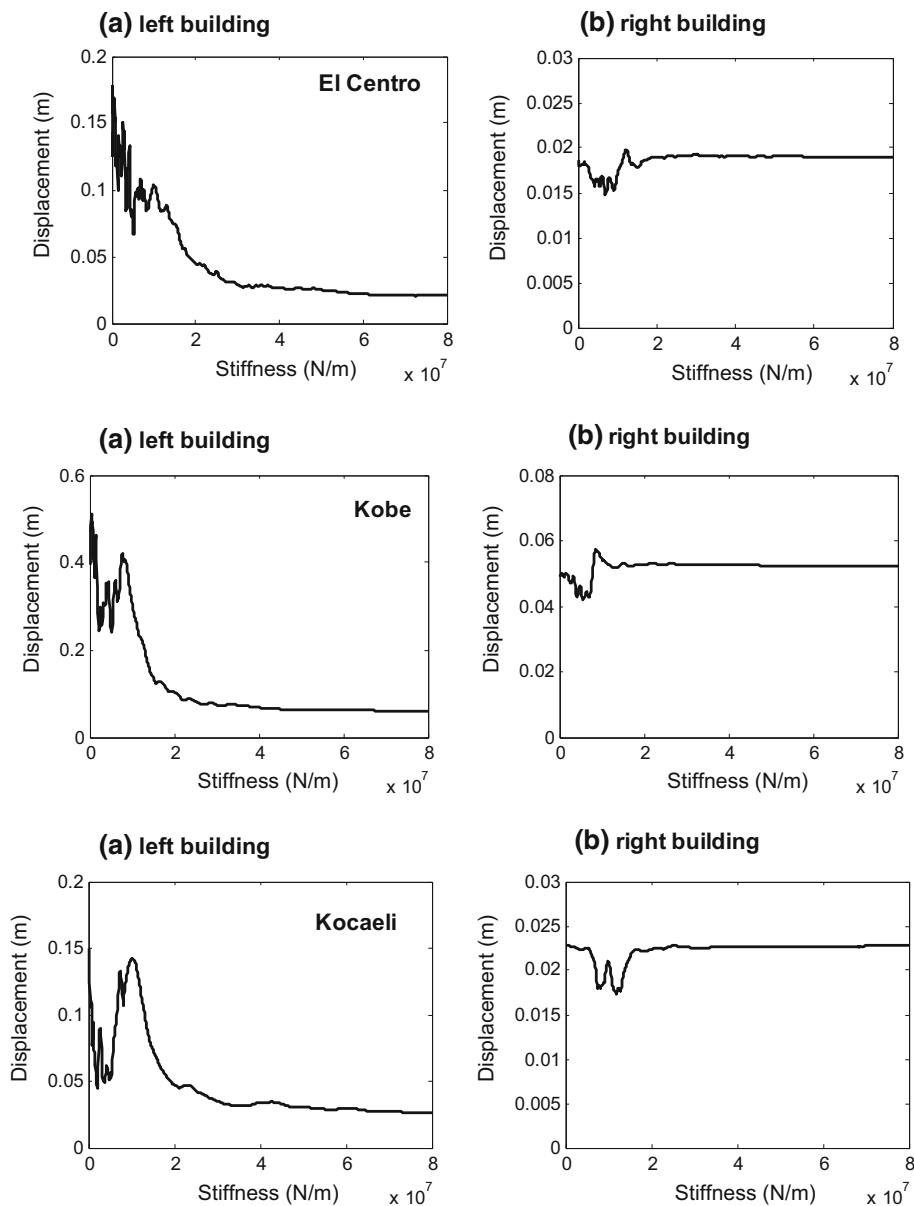 (a) left building
Displacement (m)
0.2
0.15
0.1
0.05
0
El Centro
0 2 4 6 8
Stiffness (N/m)
x 10^7
(b) right building
Displacement (m)
0.03
0.025
0.02
0.015
0.01
0.005
0
0 2 4 6 8
Stiffness (N/m)
x 10^7
(a) left building
Displacement (m)
0.6
0.4
0.2
0
Kobe
0 2 4 6 8
Stiffness (N/m)
x 10^7
(b) right building
Displacement (m)
0.08
0.06
0.04
0.02
0
0 2 4 6 8
Stiffness (N/m)
x 10^7
(a) left building
Displacement (m)
0.2
0.15
0.1
0.05
0
Kocaeli
0 2 4 6 8
Stiffness (N/m)
x 10^7
(b) right building
Displacement (m)
0.03
0.025
0.02
0.015
0.01
0.005
0
0 2 4 6 8
Stiffness (N/m)
x 10^7